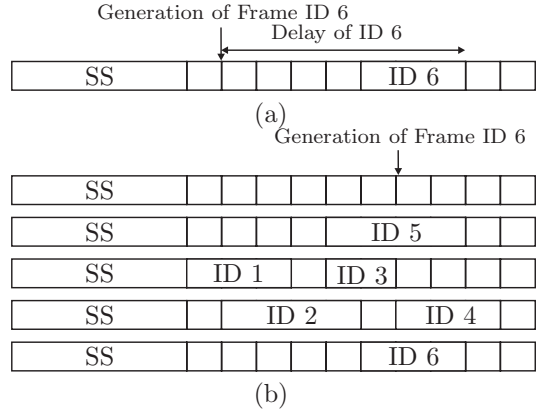 Generation of Frame ID 6
Delay of ID 6
SS ID 6
(a)
Generation of Frame ID 6
SS
SS ID 5
SS ID 1 ID 3
SS ID 2 ID 4
SS ID 6
(b)